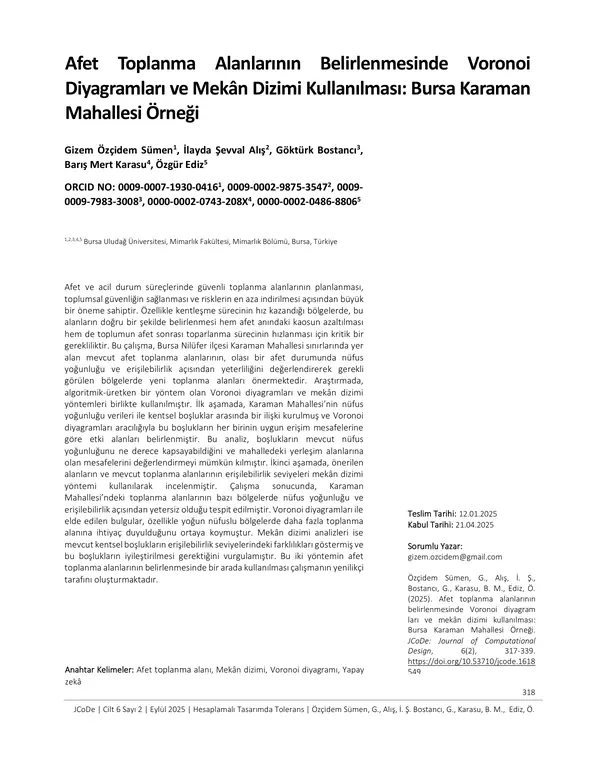 Afet Toplanma Alanlarının Belirlenmesinde Voronoi
Diyagramları ve Mekân Dizimi Kullanılması: Bursa Karaman
Mahallesi Örneği
Gizem Özçidem Sümen1, İlayda Şevval Alış2, Göktürk Bostancı3,
Barış Mert Karasu4, Özgür Ediz5
ORCID NO: 0009-0007-1930-04161, 0009-0002-9875-35472, 0009-
0009-7983-30083, 0000-0002-0743-208X4, 0000-0002-0486-88065
1,2,3,4,5 Bursa Uludağ Üniversitesi, Mimarlık Fakültesi, Mimarlık Bölümü, Bursa, Türkiye
Afet ve acil durum süreçlerinde güvenli toplanma alanlarının planlanması,
toplumsal güvenliğin sağlanması ve risklerin en aza indirilmesi açısından büyük
bir öneme sahiptir. Özellikle kentleşme sürecinin hız kazandığı bölgelerde, bu
alanların doğru bir şekilde belirlenmesi hem afet anındaki kaosun azaltılması
hem de toplumun afet sonrası toparlanma sürecinin hızlanması için kritik bir
gerekliliktir. Bu çalışma, Bursa Nilüfer ilçesi Karaman Mahallesi sınırlarında yer
alan mevcut afet toplanma alanlarının, olası bir afet durumunda nüfus
yoğunluğu ve erişilebilirlik açısından yeterliliğini değerlendirerek gerekli
görülen bölgelerde yeni toplanma alanları önermektedir. Araştırmada,
algoritmik-üretken bir yöntem olan Voronoi diyagramları ve mekân dizimi
yöntemleri birlikte kullanılmıştır. İlk aşamada, Karaman Mahallesi'nin nüfus
yoğunluğu verileri ile kentsel boşluklar arasında bir ilişki kurulmuş ve Voronoi
diyagramları aracılığıyla bu boşlukların her birinin uygun erişim mesafelerine
göre etki alanları belirlenmiştir. Bu analiz, boşlukların mevcut nüfus
yoğunluğunu ne derece kapsayabildiğini ve mahalledeki yerleşim alanlarına
olan mesafelerini değerlendirmeyi mümkün kılmıştır. İkinci aşamada, önerilen
alanların ve mevcut toplanma alanlarının erişilebilirlik seviyeleri mekân dizimi
yöntemi kullanılarak incelenmiştir. Çalışma sonucunda, Karaman
Mahallesi'ndeki toplanma alanlarının bazı bölgelerde nüfus yoğunluğu ve
erişilebilirlik açısından yetersiz olduğu tespit edilmiştir. Voronoi diyagramları ile
elde edilen bulgular, özellikle yoğun nüfuslu bölgelerde daha fazla toplanma
alanına ihtiyaç duyulduğunu ortaya koymuştur. Mekân dizimi analizleri ise
mevcut kentsel boşlukların erişilebilirlik seviyelerindeki farklılıkları göstermiş ve
bu boşlukların iyileştirilmesi gerektiğini vurgulamıştır. Bu iki yöntemin afet
toplanma alanlarının belirlenmesinde bir arada kullanılması çalışmanın yenilikçi
tarafını oluşturmaktadır.
Teslim Tarihi: 12.01.2025
Kabul Tarihi: 21.04.2025
Sorumlu Yazar:
gizem.ozcidem@gmail.com
Özçidem Sümen, G., Alış, İ. Ş.,
Bostancı, G., Karasu, B. M., Ediz, Ö.
(2025). Afet toplanma alanlarının
belirlenmesinde Voronoi diyagram
ları ve mekân dizimi kullanılması:
Bursa Karaman Mahallesi Örneği.
JCoDe: Journal of Computational
Design, 6(2), 317-339.
https://doi.org/10.53710/jcode.1618
549
Anahtar Kelimeler: Afet toplanma alanı, Mekân dizimi, Voronoi diyagramı, Yapay
zekâ
318
JCoDe | Cilt 6 Sayı 2 | Eylül 2025 | Hesaplamalı Tasarımda Tolerans | Özçidem Sümen, G., Alış, İ. Ş. Bostancı, G., Karasu, B. M., Ediz, Ö.